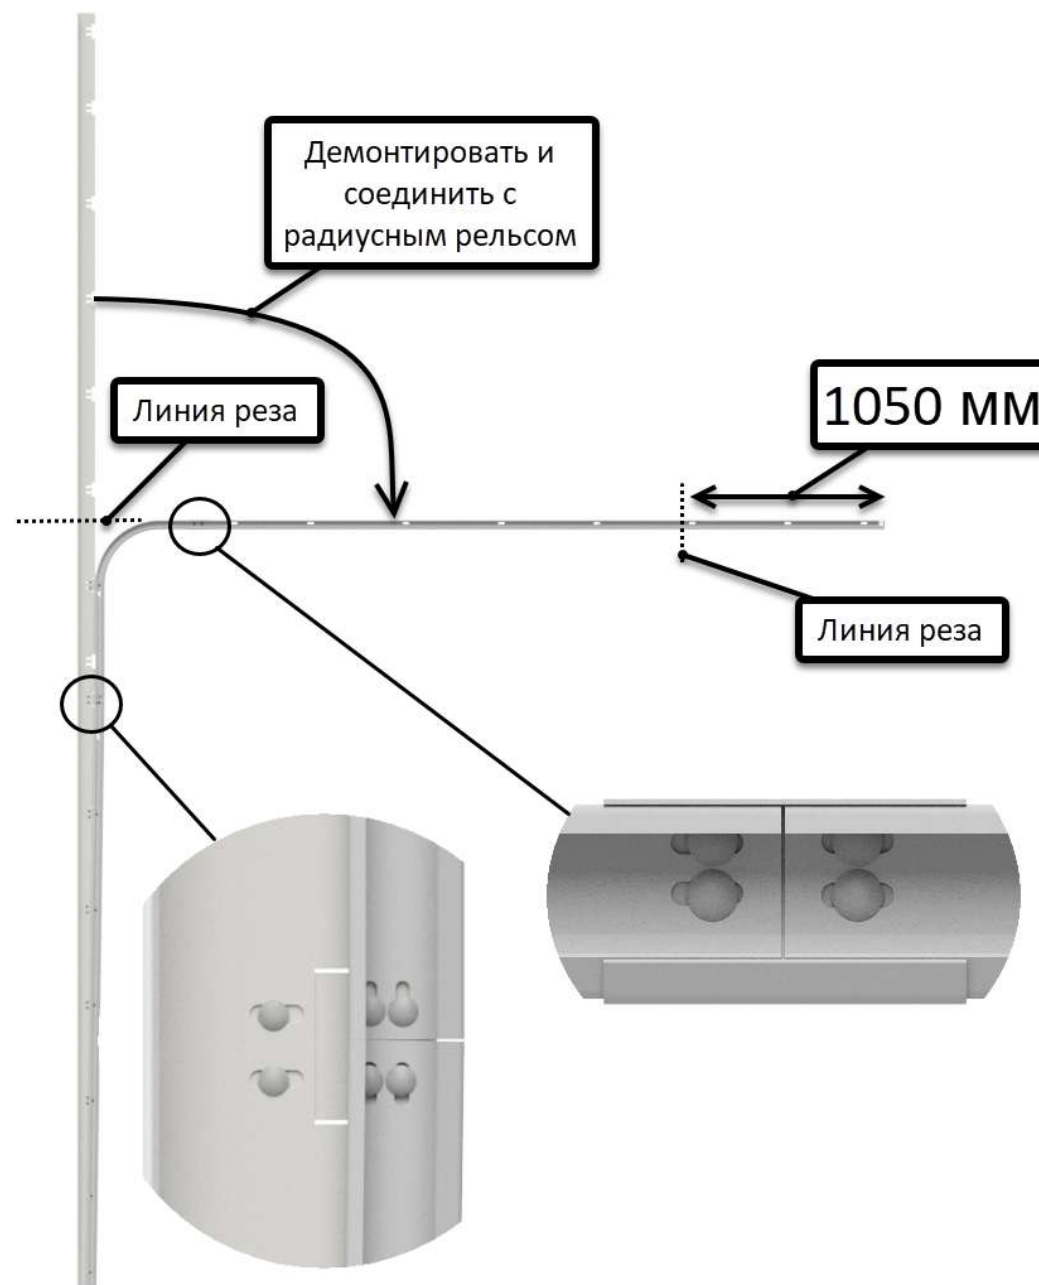 Демонтировать и
соединить с
радиусным рельсом
Линия реза
1050 мм
Линия реза